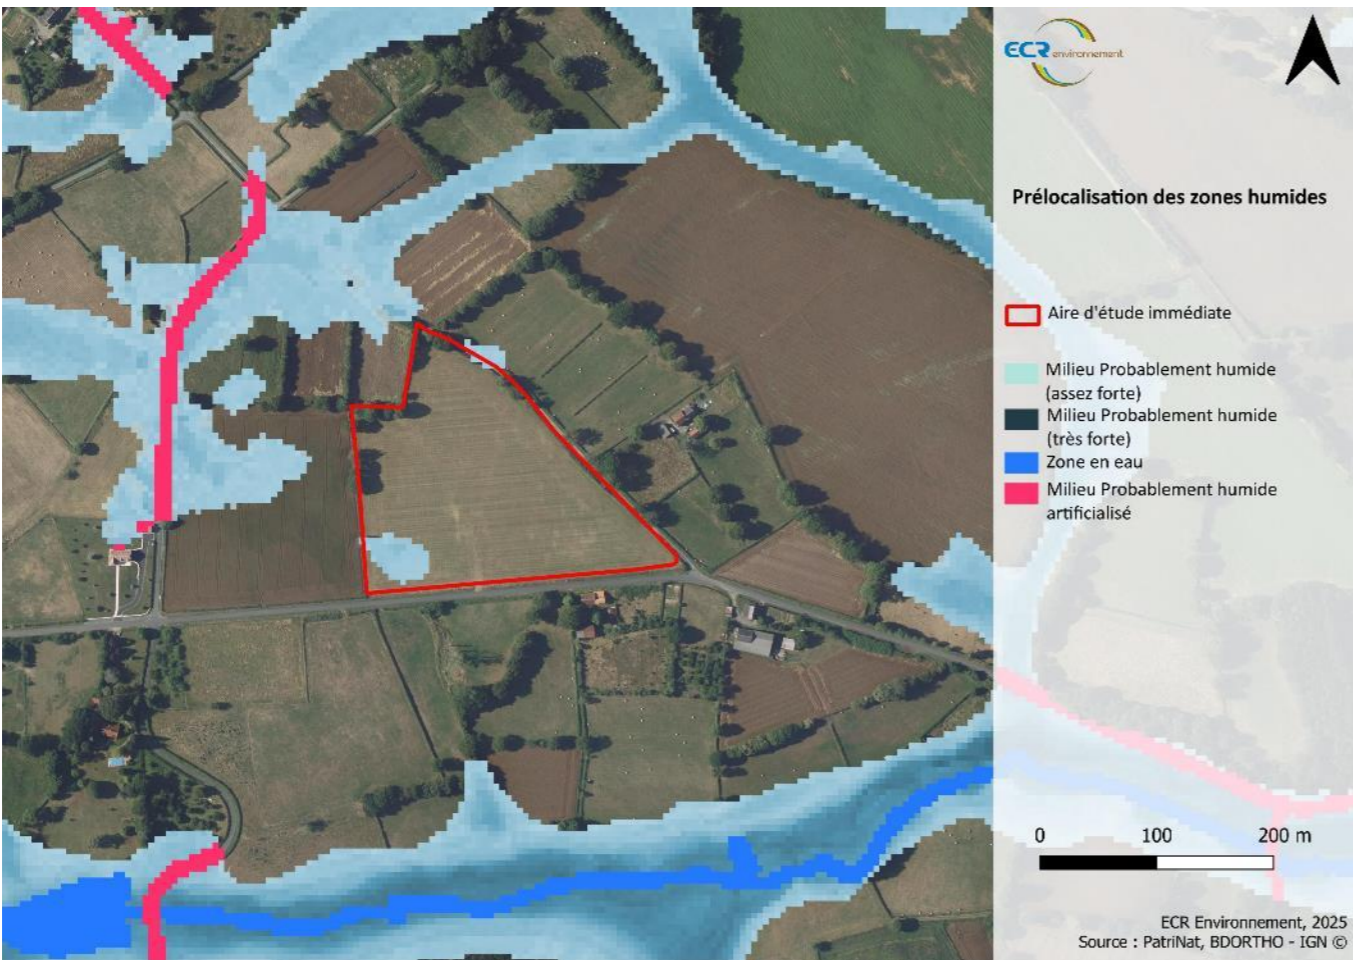 ECR environnement
Prélocalisation des zones humides
Aire d'étude immédiate
Milieu Probablement humide
(assez forte)
Milieu Probablement humide
(très forte)
Zone en eau
Milieu Probablement humide
artificialisé
0 100 200 m
ECR Environnement, 2025
Source : PatriNat, BDORTHO - IGN ©